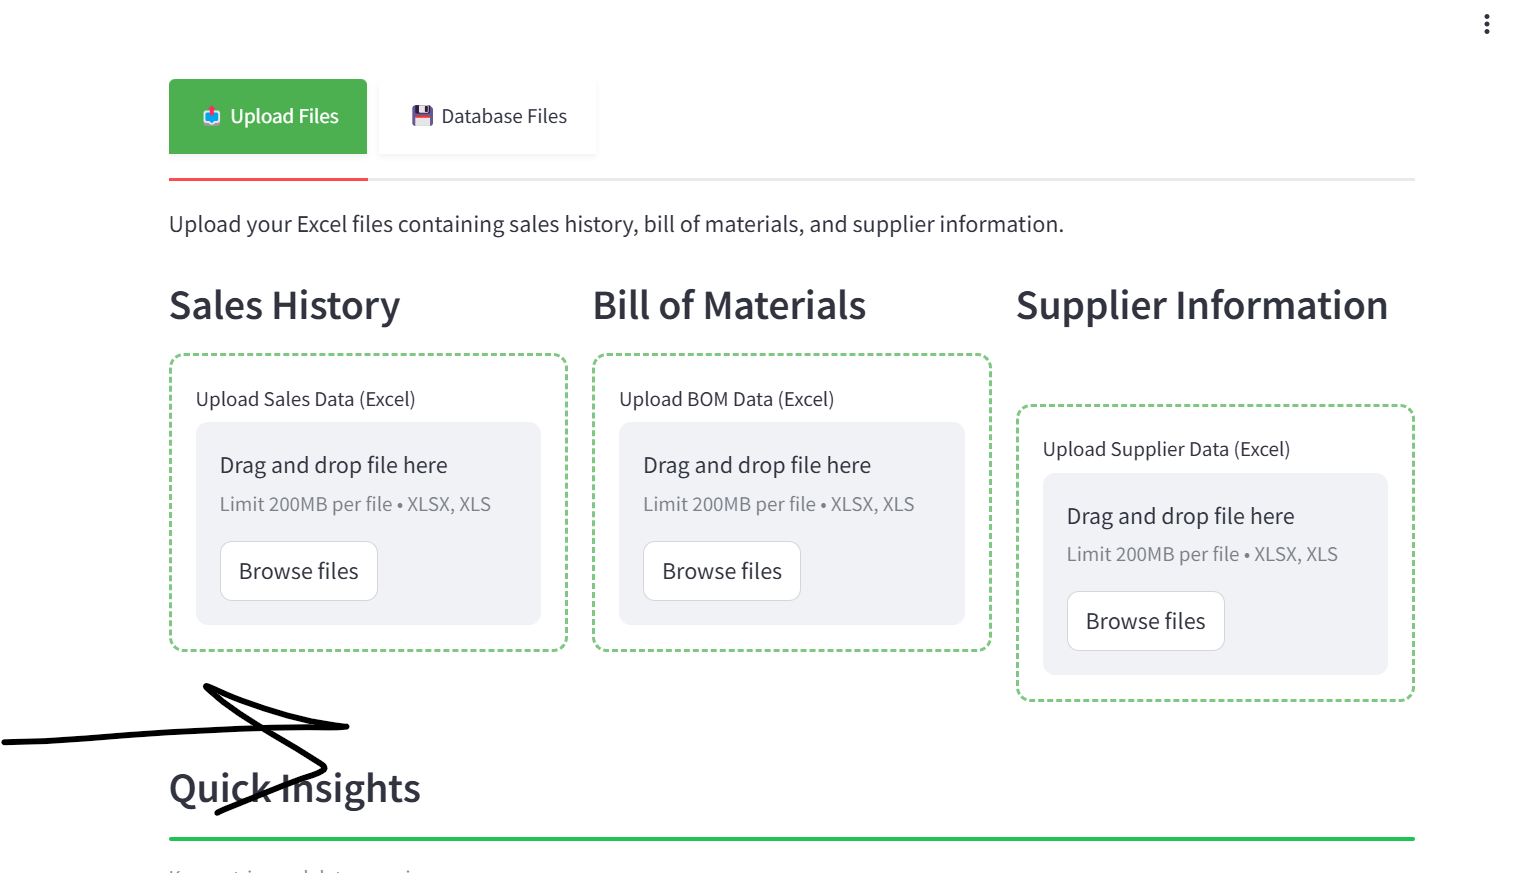 Upload Files
Database Files
Upload your Excel files containing sales history, bill of materials, and supplier information.
Sales History
Upload Sales Data (Excel)
Drag and drop file here
Limit 200MB per file • XLSX, XLS
Browse files
Bill of Materials
Upload BOM Data (Excel)
Drag and drop file here
Limit 200MB per file • XLSX, XLS
Browse files
Supplier Information
Upload Supplier Data (Excel)
Drag and drop file here
Limit 200MB per file • XLSX, XLS
Browse files
Quick Insights